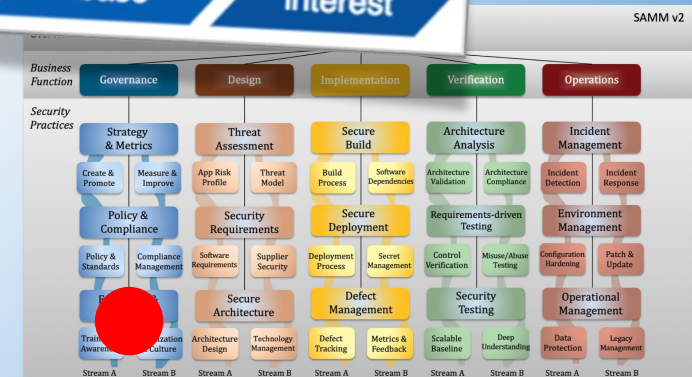 interest
SAMM v2
Business
Function
Governance
Design
Implementation
Verification
Operations
Security
Practices
Strategy
& Metrics
Threat
Assessment
Secure
Build
Architecture
Analysis
Incident
Management
Create &
Promote
Measure &
Improve
App Risk
Profile
Threat
Model
Build
Process
Software
Dependencies
Architecture
Validation
Architecture
Compliance
Incident
Detection
Incident
Response
Policy &
Compliance
Security
Requirements
Secure
Deployment
Requirements-driven
Testing
Environment
Management
Policy &
Standards
Compliance
Management
Software
Requirements
Supplier
Security
Deployment
Process
Secret
Management
Control
Verification
Misuse/Abuse
Testing
Configuration
Hardening
Patch &
Update
&
Secure
Architecture
Defect
Management
Security
Testing
Operational
Management
Culture
Architecture
Design
Technology
Management
Defect
Tracking
Metrics &
Feedback
Scalable
Baseline
Deep
Understanding
Data
Protection
Legacy
Management
Stream A
Stream B
Stream A
Stream B
Stream A
Stream B
Stream A
Stream B
Stream A
Stream B